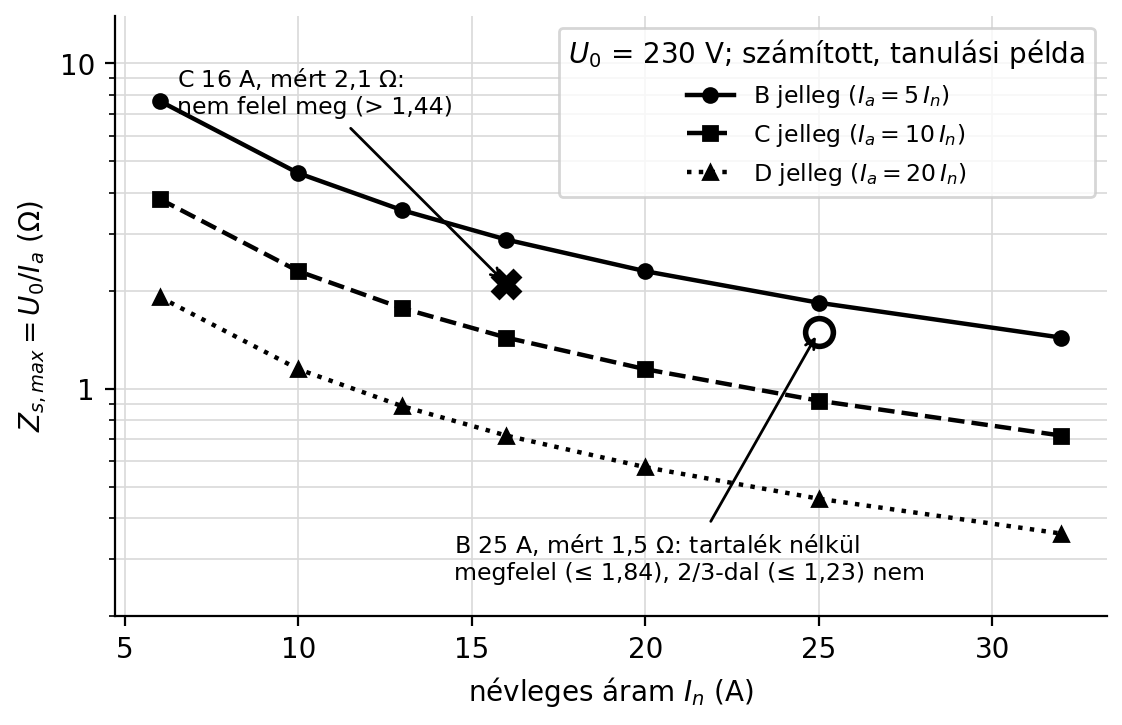 U₀ = 230 V; számított, tanulási példa
B jelleg (Iₐ = 5 Iₙ)
C jelleg (Iₐ = 10 Iₙ)
D jelleg (Iₐ = 20 Iₙ)
C 16 A, mért 2,1 Ω:
nem felel meg (> 1,44)
B 25 A, mért 1,5 Ω: tartalék nélkül
megfelel (≤ 1,84), 2/3-dal (≤ 1,23) nem
Z_{s,max} = U₀/Iₐ (Ω)
10
1
5 10 15 20 25 30
névleges áram Iₙ (A)